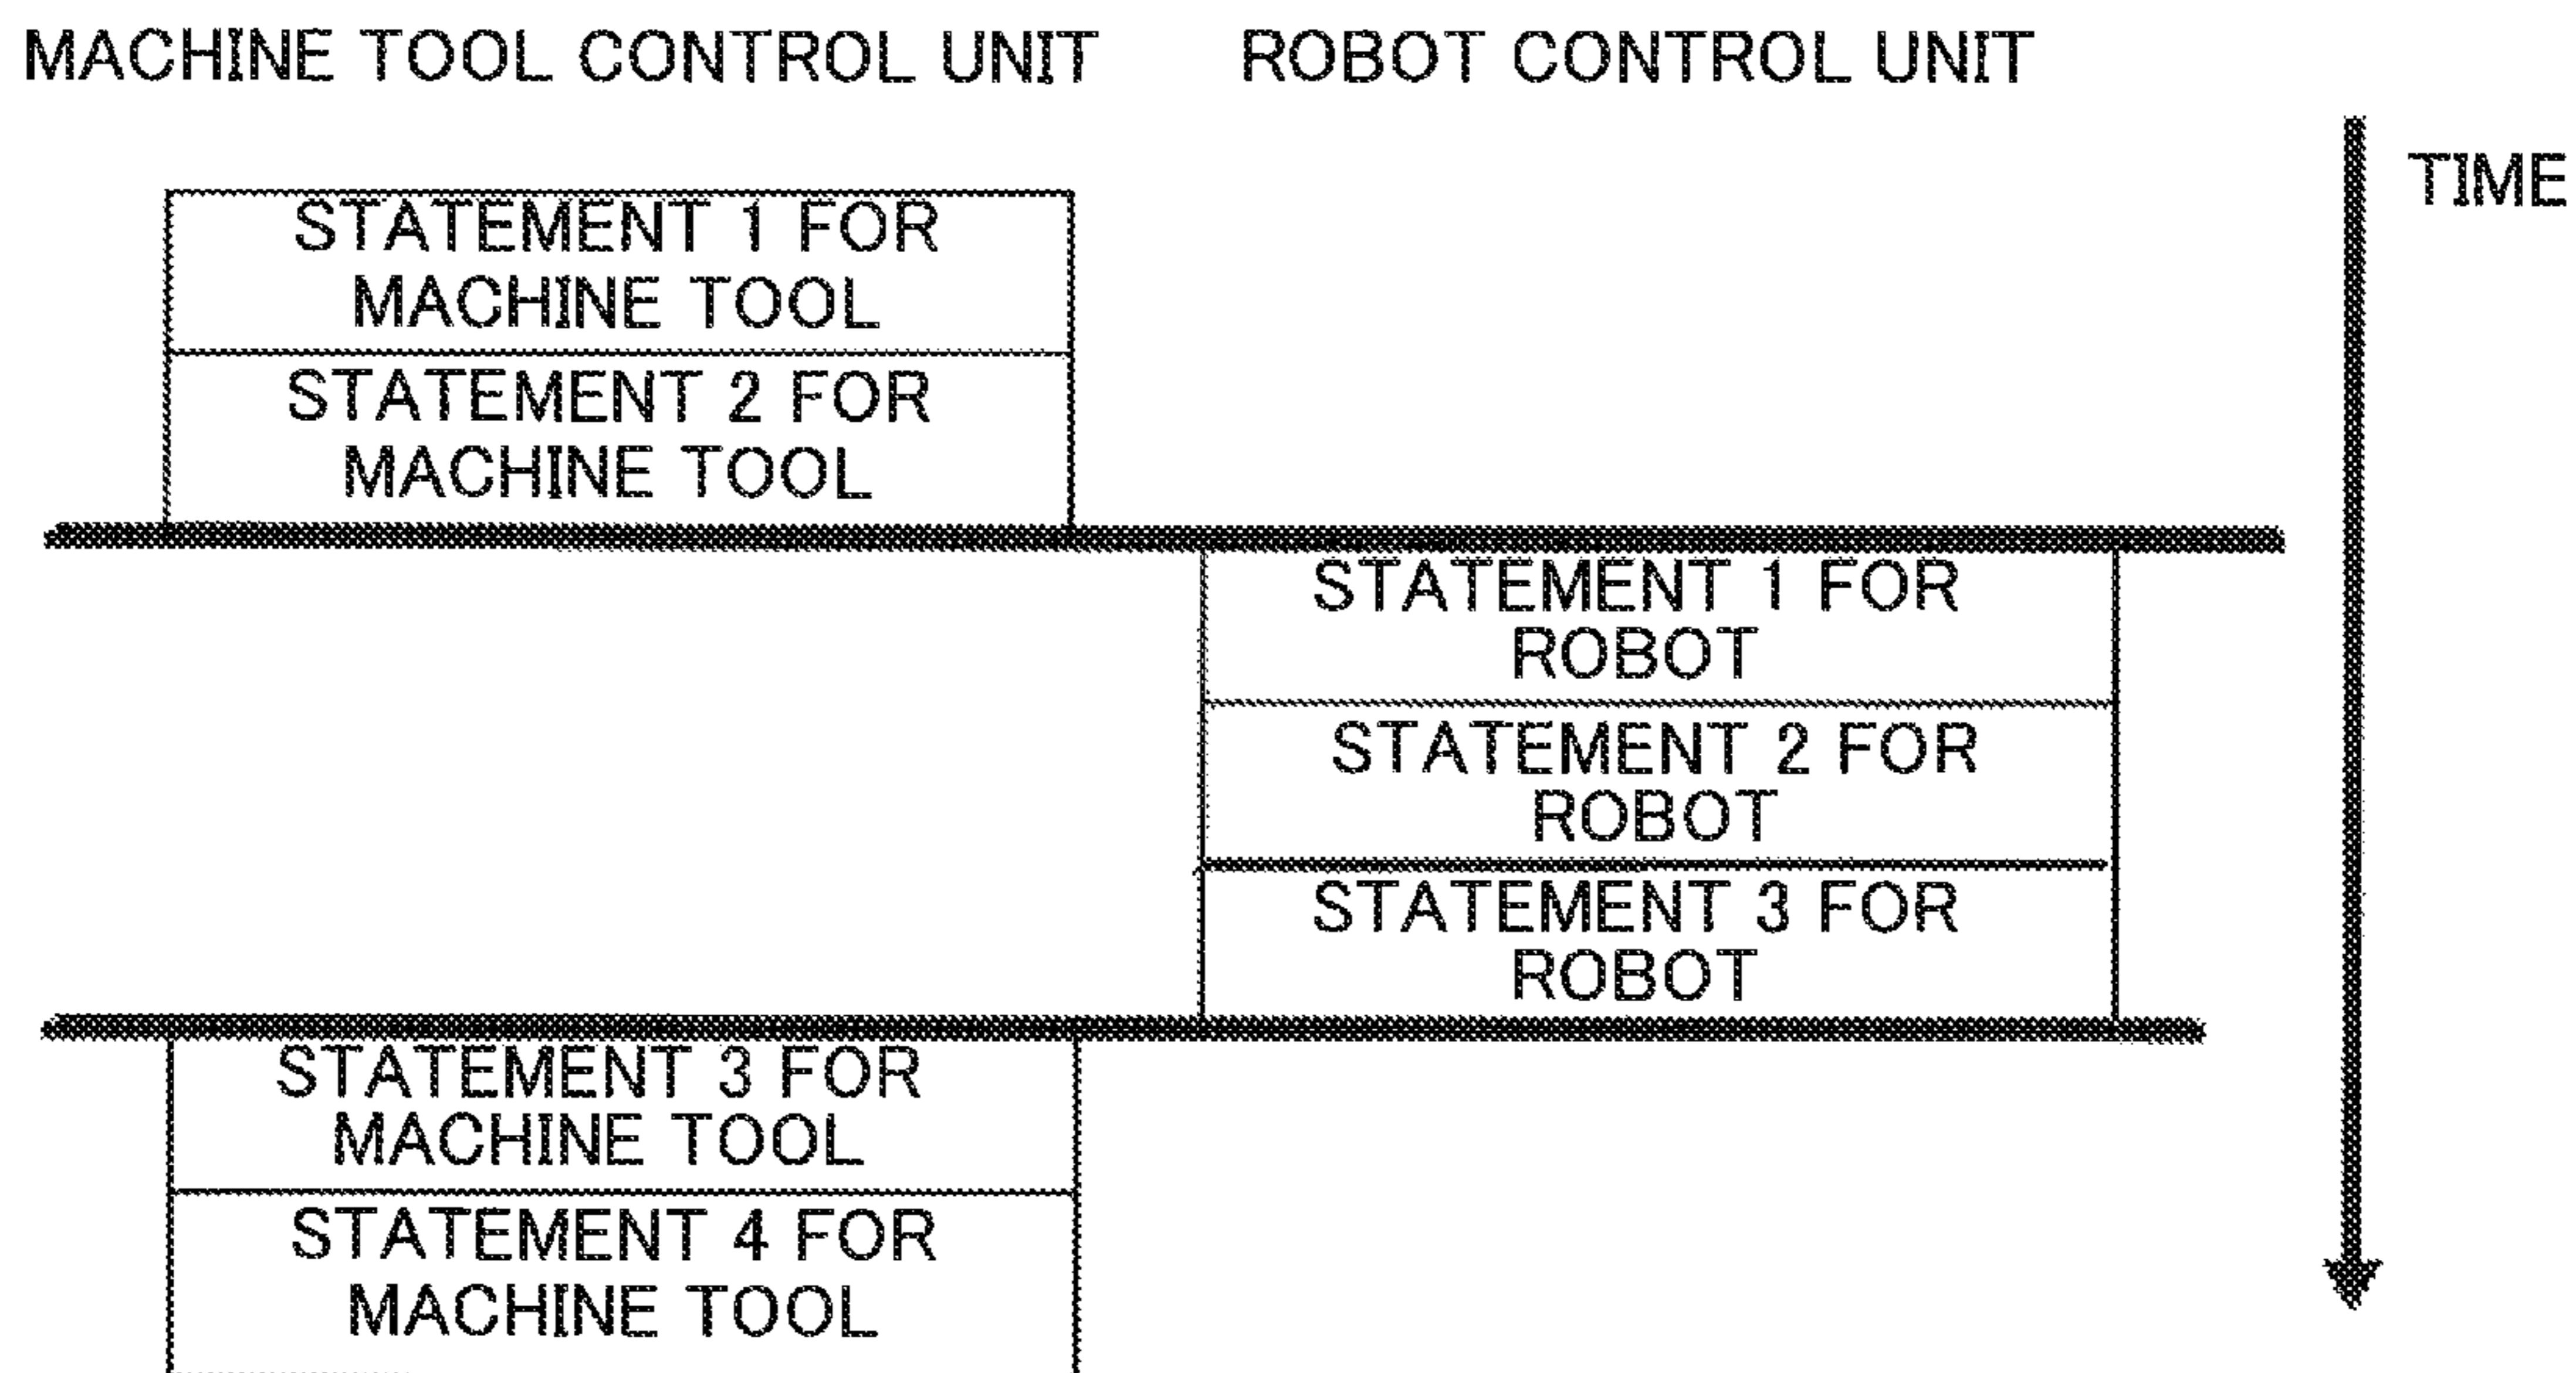 MACHINE TOOL CONTROL UNIT
ROBOT CONTROL UNIT
TIME
STATEMENT 1 FOR
MACHINE TOOL
STATEMENT 2 FOR
MACHINE TOOL
STATEMENT 1 FOR
ROBOT
STATEMENT 2 FOR
ROBOT
STATEMENT 3 FOR
ROBOT
STATEMENT 3 FOR
MACHINE TOOL
STATEMENT 4 FOR
MACHINE TOOL